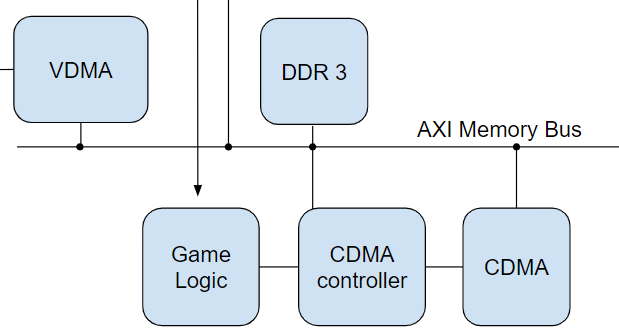 VDMA
DDR 3
AXI Memory Bus
Game
Logic
CDMA
controller
CDMA